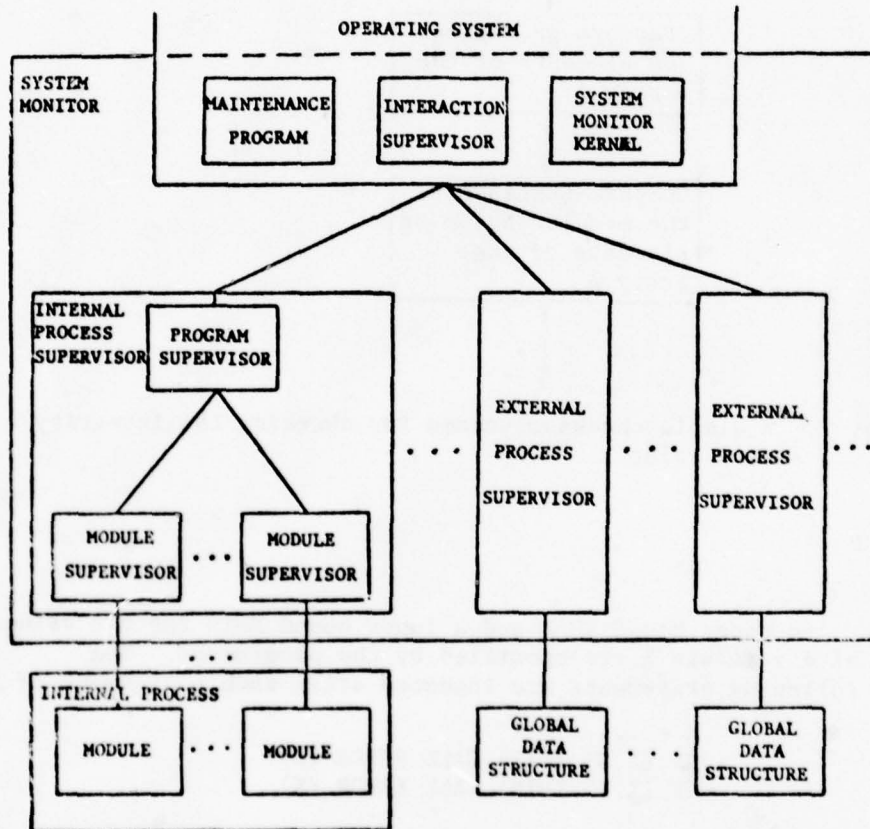 OPERATING SYSTEM
SYSTEM
MONITOR
MAINTENANCE
PROGRAM
INTERACTION
SUPERVISOR
SYSTEM
MONITOR
KERNAL
INTERNAL
PROCESS
SUPERVISOR
PROGRAM
SUPERVISOR
MODULE
SUPERVISOR
...
MODULE
SUPERVISOR
...
EXTERNAL
PROCESS
SUPERVISOR
...
EXTERNAL
PROCESS
SUPERVISOR
...
...
INTERNAL PROCESS
MODULE
...
MODULE
GLOBAL
DATA
STRUCTURE
...
GLOBAL
DATA
STRUCTURE